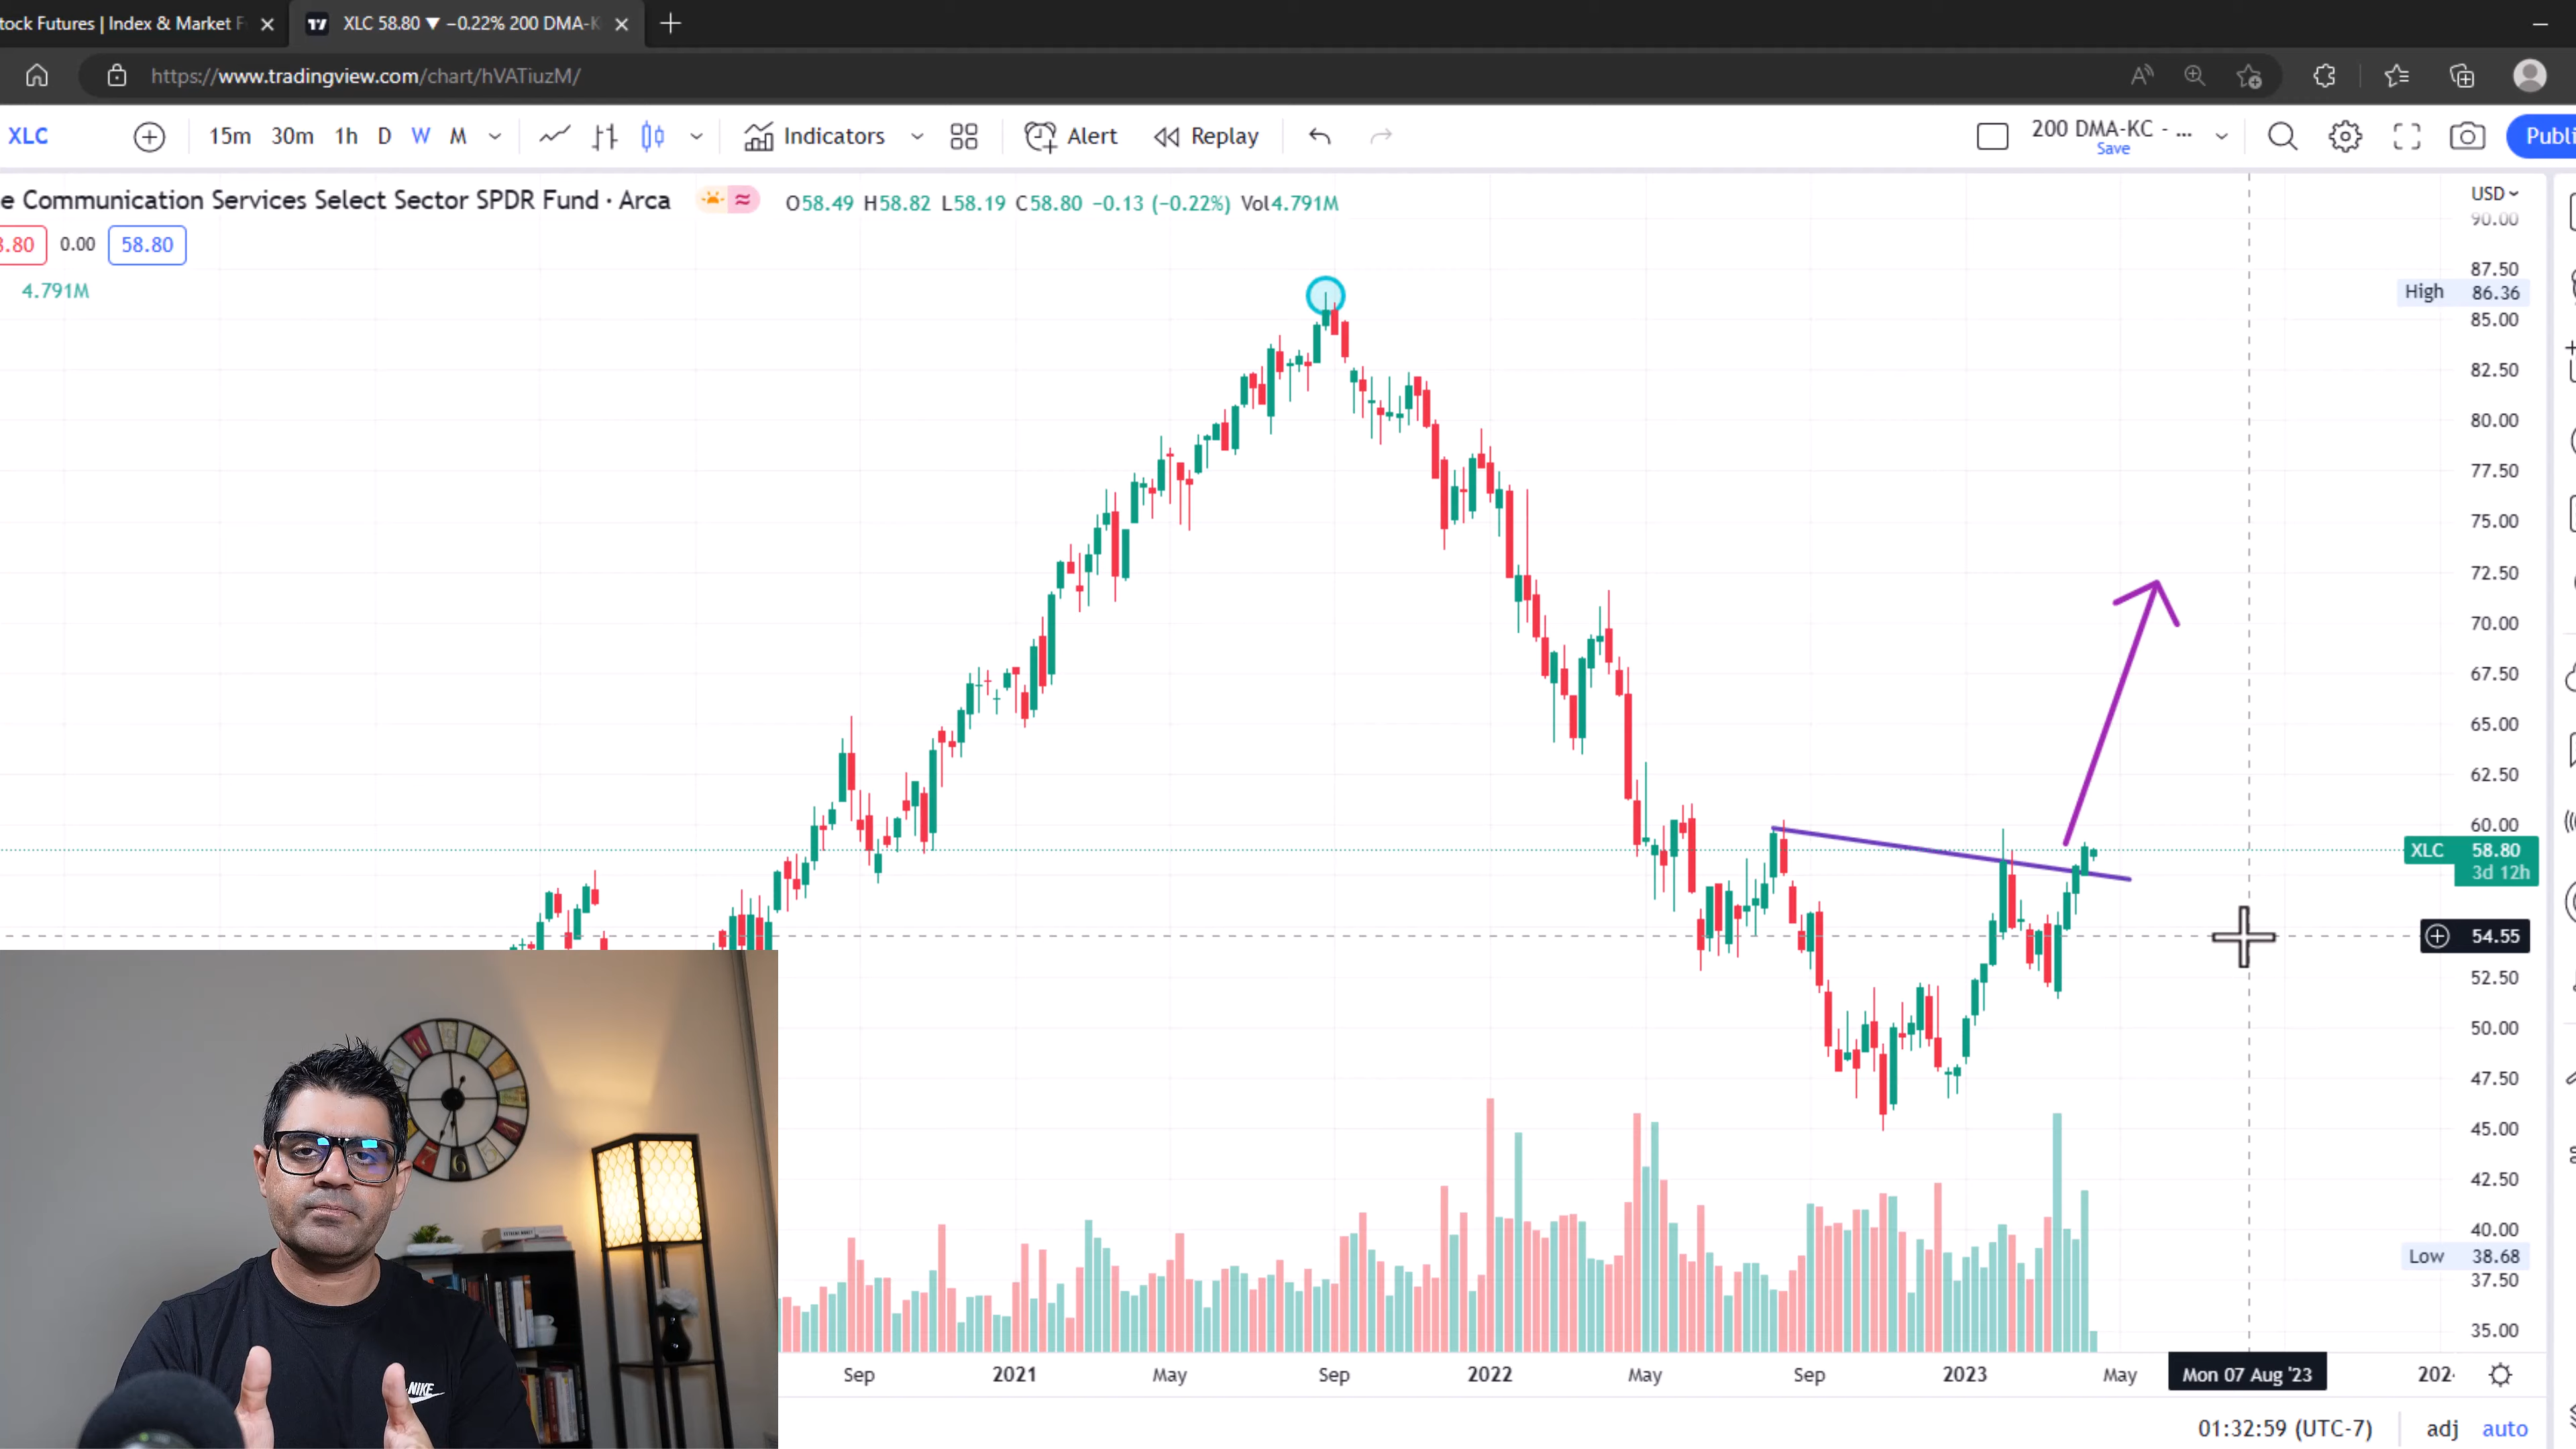 tock Futures | Index & Market F
XLC 58.80 ▼ −0.22% 200 DMA-K
https://www.tradingview.com/chart/hVATiuzM/
XLC 15m 30m 1h D W M Indicators Alert Replay 200 DMA-KC - ... Publi
Save
e Communication Services Select Sector SPDR Fund · Arca O58.49 H58.82 L58.19 C58.80 −0.13 (−0.22%) Vol4.791M
USD
8.80 0.00 58.80
4.791M
90.00
87.50
High 86.36
85.00
82.50
80.00
77.50
75.00
72.50
70.00
67.50
65.00
62.50
60.00
XLC 58.80
3d 12h
54.55
52.50
50.00
47.50
45.00
42.50
40.00
Low 38.68
37.50
35.00
NIKE
Sep 2021 May Sep 2022 May Sep 2023 May Mon 07 Aug '23 202
01:32:59 (UTC-7) adj auto